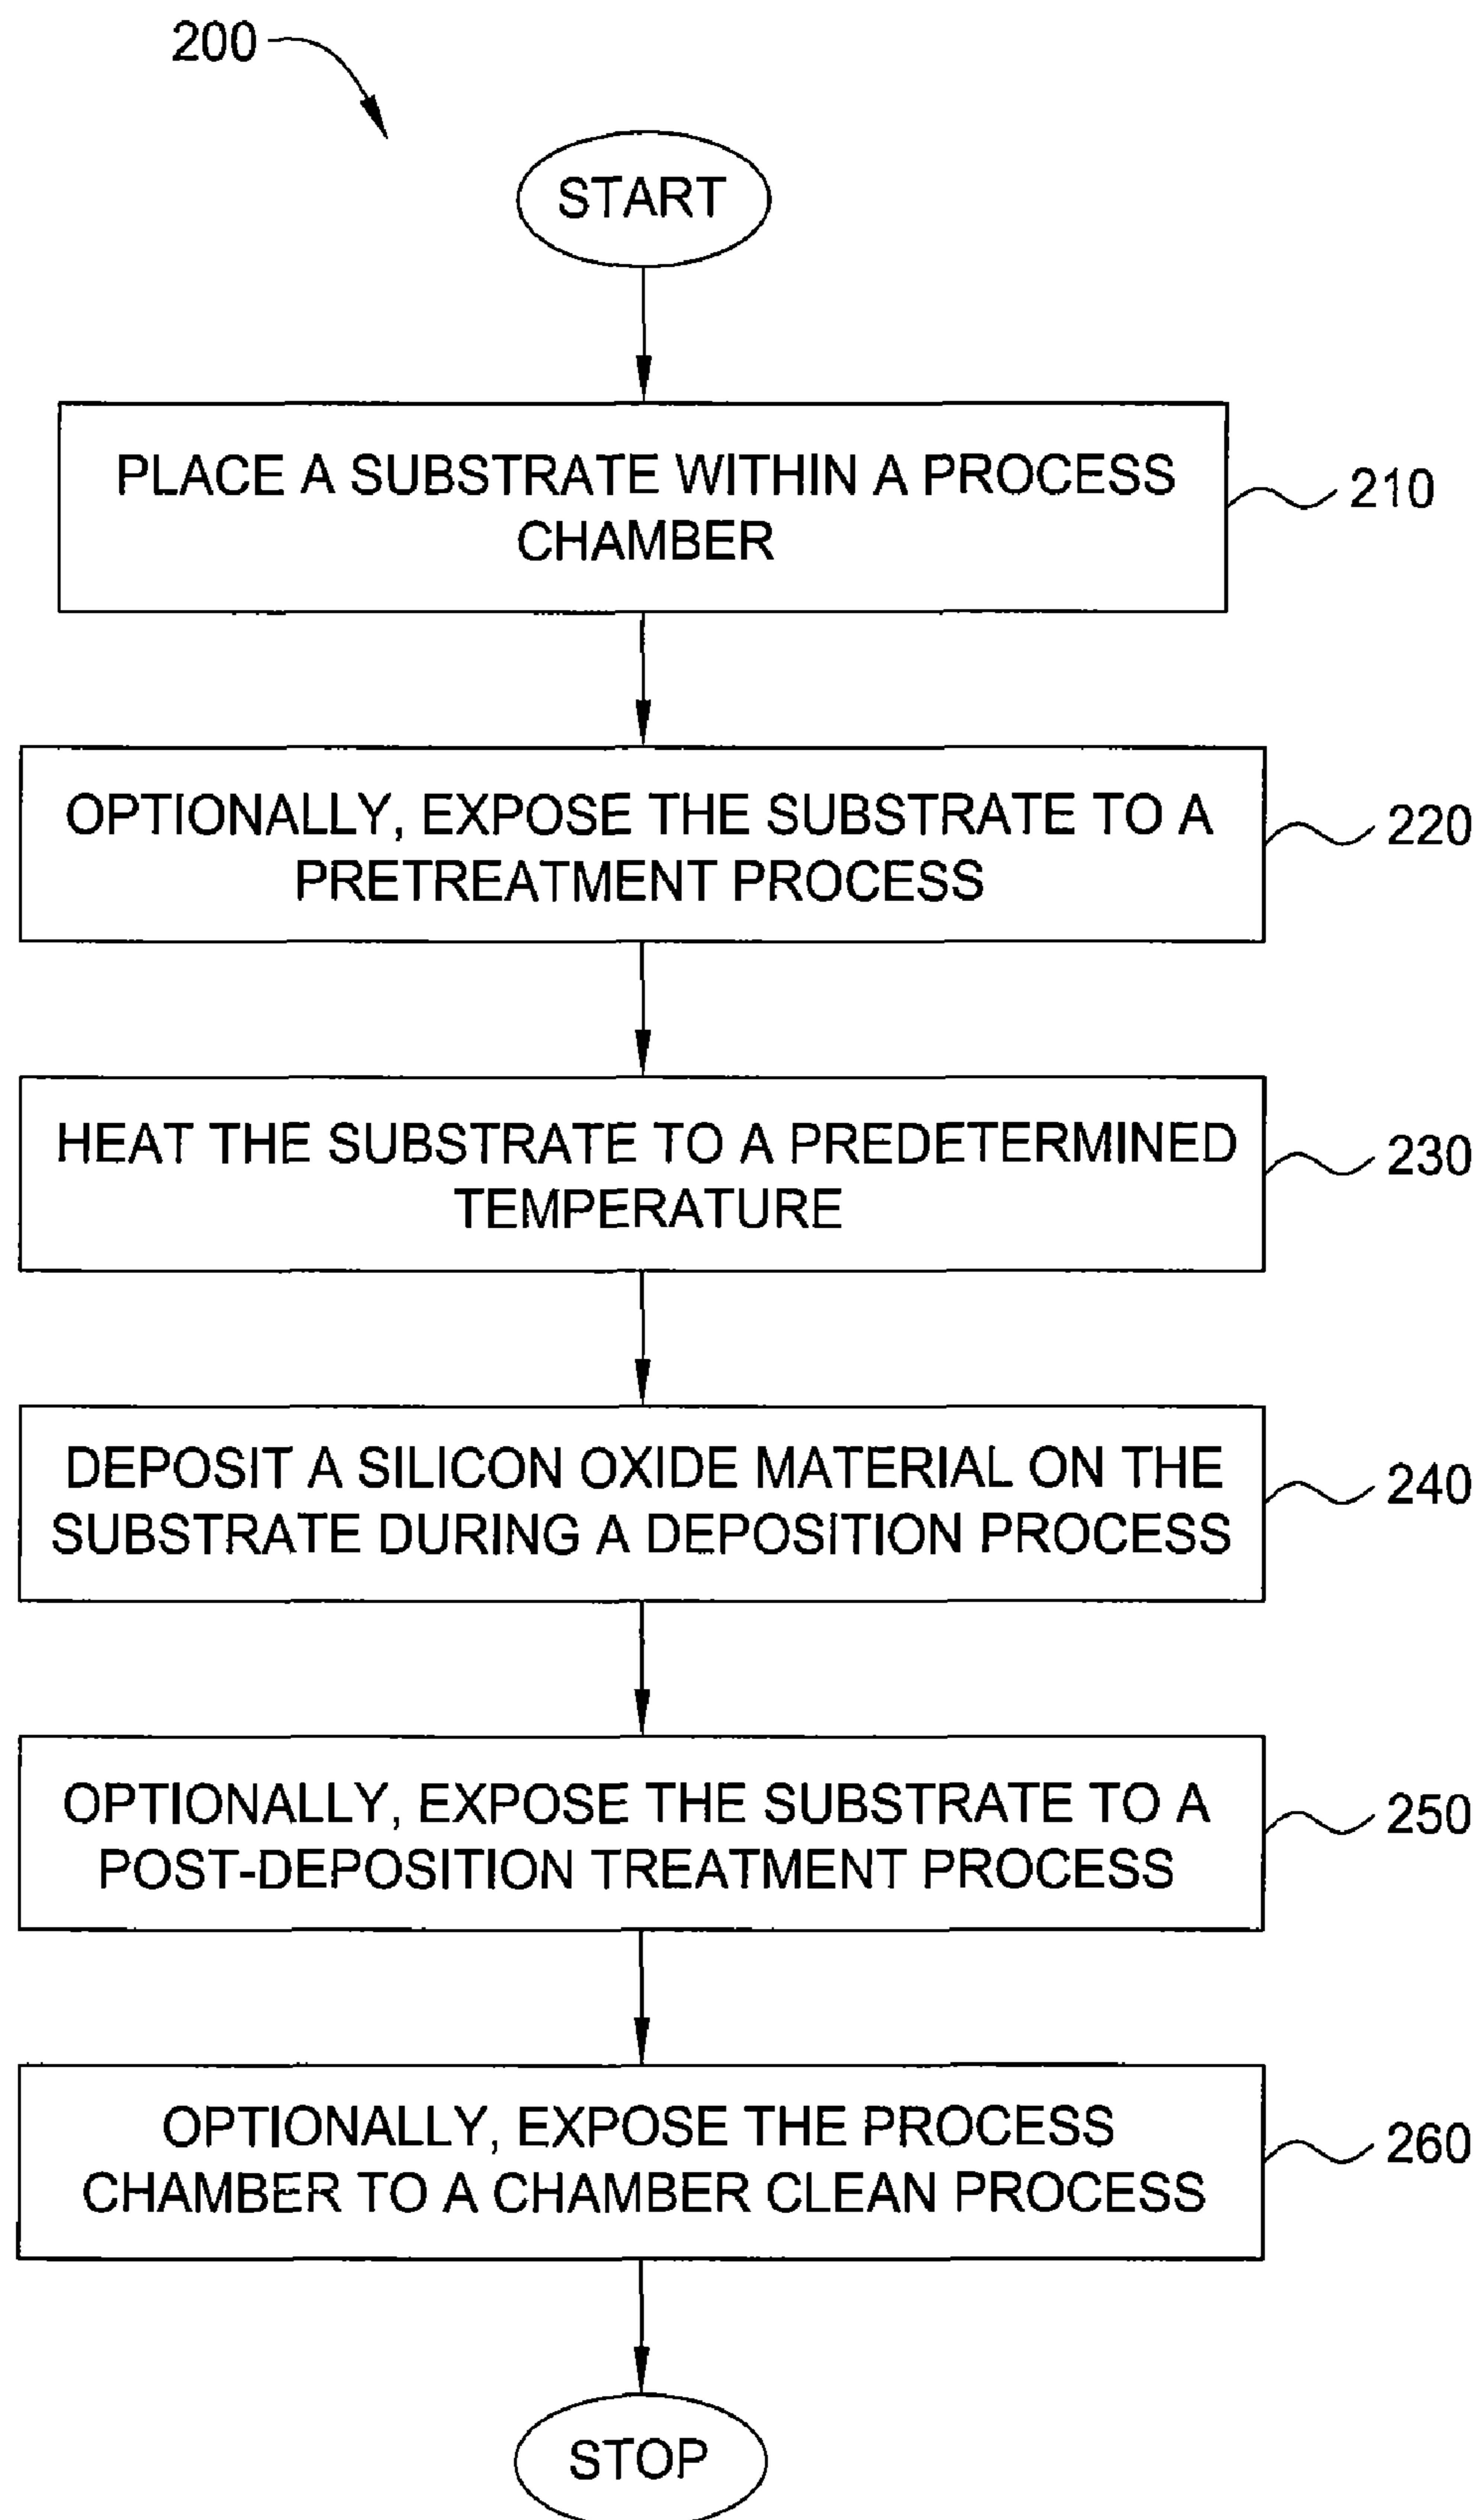 200
START
PLACE A SUBSTRATE WITHIN A PROCESS
CHAMBER
210
OPTIONALLY, EXPOSE THE SUBSTRATE TO A
PRETREATMENT PROCESS
220
HEAT THE SUBSTRATE TO A PREDETERMINED
TEMPERATURE
230
DEPOSIT A SILICON OXIDE MATERIAL ON THE
SUBSTRATE DURING A DEPOSITION PROCESS
240
OPTIONALLY, EXPOSE THE SUBSTRATE TO A
POST-DEPOSITION TREATMENT PROCESS
250
OPTIONALLY, EXPOSE THE PROCESS
CHAMBER TO A CHAMBER CLEAN PROCESS
260
STOP